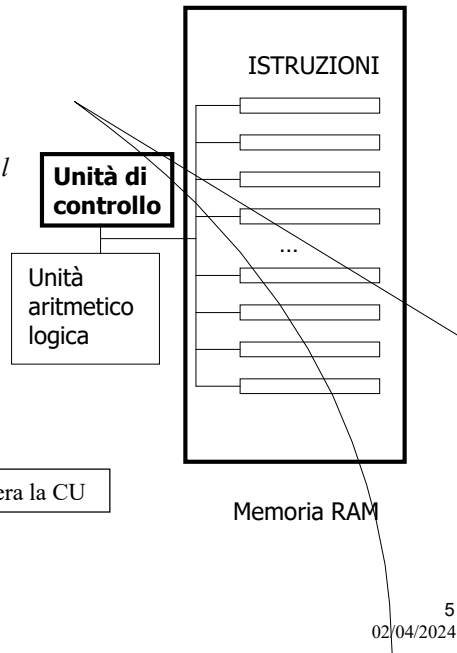 ISTRUZIONI
l
Unità di
controllo
...
Unità
aritmetico
logica
era la CU
Memoria RAM
5
02/04/2024